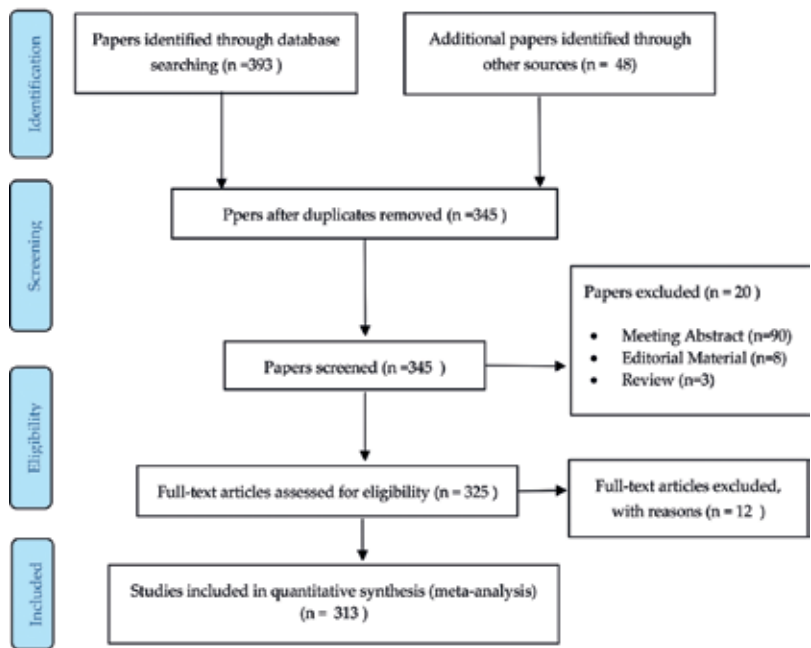 Identification
Papers identified through database
searching (n =393 )
Additional papers identified through
other sources (n = 48)
Screening
Ppers after duplicates removed (n =345 )
Papers screened (n =345 )
Papers excluded (n = 20 )
• Meeting Abstract (n=90)
• Editorial Material (n=8)
• Review (n=3)
Eligibility
Full-text articles assessed for eligibility (n = 325 )
Full-text articles excluded,
with reasons (n = 12 )
Included
Studies included in quantitative synthesis (meta-analysis)
(n = 313 )